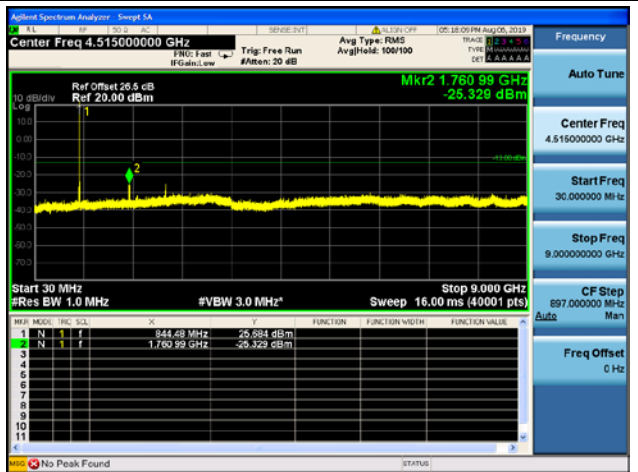 Agilent Spectrum Analyzer - Swept SA
RL RF 50 Ω AC SENSE:INT ALIGN OFF 05:18:05 PM Aug 06, 2019
Center Freq 4.515000000 GHz
PNO: Fast
IFGain:Low
Trig: Free Run
#Atten: 20 dB
Avg Type: RMS
Avg|Hold: 100/100
TRACE 1 2 3 4 5 6
TYPE M
DET A A A A A A
Frequency
Auto Tune
Center Freq
4.515000000 GHz
Start Freq
30.000000 MHz
Stop Freq
9.000000000 GHz
CF Step
897.000000 MHz
Auto Man
Freq Offset
0 Hz
Mkr2 1.760 99 GHz
-25.329 dBm
Ref Offset 26.5 dB
Ref 20.00 dBm
10 dB/div
Log
10.0
0.00
-10.0
-20.0
-30.0
-40.0
-50.0
-60.0
-70.0
1
2
-13.00 dBm
Start 30 MHz
Stop 9.000 GHz
#Res BW 1.0 MHz
#VBW 3.0 MHz*
Sweep 16.00 ms (40001 pts)
MKR MODE TRC SCL X Y FUNCTION FUNCTION WIDTH FUNCTION VALUE
1 N 1 f 844.48 MHz 25.684 dBm
2 N 1 f 1.760 99 GHz -25.329 dBm
3
4
5
6
7
8
9
10
11
MSG No Peak Found
STATUS